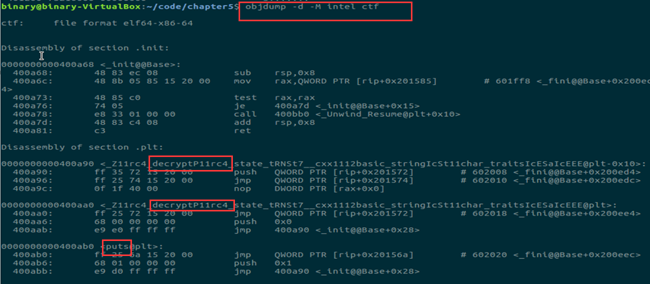 binary@binary-VirtualBox:~/code/chapter5$ objdump -d -M intel ctf
ctf:     file format elf64-x86-64
Disassembly of section .init:
0000000000400a68 <_init@@Base>:
400a68: 48 83 ec 08 sub rsp,0x8
400a6c: 48 8b 05 85 15 20 00 mov rax,QWORD PTR [rip+0x201585] # 601ff8 <_fini@@Base+0x200ec
4>
400a73: 48 85 c0 test rax,rax
400a76: 74 05 je 400a7d <_init@@Base+0x15>
400a78: e8 33 01 00 00 call 400bb0 <_Unwind_Resume@plt+0x10>
400a7d: 48 83 c4 08 add rsp,0x8
400a81: c3 ret
Disassembly of section .plt:
0000000000400a90 <_Z11rc4_decryptP11rc4_state_tRNSt7__cxx1112basic_stringIcSt11char_traitsIcESaIcEEE@plt-0x10>:
400a90: ff 35 72 15 20 00 push QWORD PTR [rip+0x201572] # 602008 <_fini@@Base+0x200ed4>
400a96: ff 25 74 15 20 00 jmp QWORD PTR [rip+0x201574] # 602010 <_fini@@Base+0x200edc>
400a9c: 0f 1f 40 00 nop DWORD PTR [rax+0x0]
0000000000400aa0 <_Z11rc4_decryptP11rc4_state_tRNSt7__cxx1112basic_stringIcSt11char_traitsIcESaIcEEE@plt>:
400aa0: ff 25 72 15 20 00 jmp QWORD PTR [rip+0x201572] # 602018 <_fini@@Base+0x200ee4>
400aa6: 68 00 00 00 00 push 0x0
400aab: e9 e0 ff ff ff jmp 400a90 <_init@@Base+0x28>
0000000000400ab0 <puts@plt>:
400ab0: ff 25 6a 15 20 00 jmp QWORD PTR [rip+0x20156a] # 602020 <_fini@@Base+0x200eec>
400ab6: 68 01 00 00 00 push 0x1
400abb: e9 d0 ff ff ff jmp 400a90 <_init@@Base+0x28>